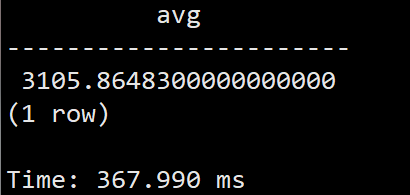 avg
------------------------
3105.8648300000000000
(1 row)
Time: 367.990 ms